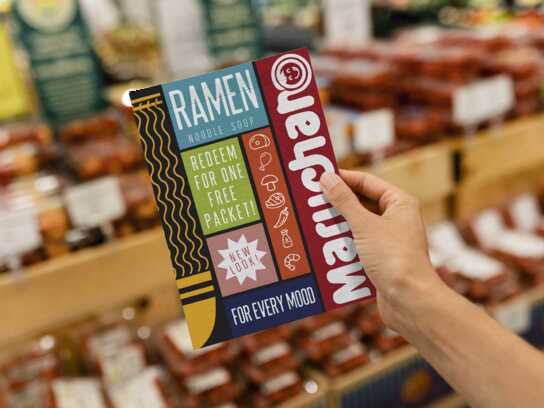 RAMEN
NOODLE SOUP
REDEEM
FOR ONE
FREE
PACKET!
NEW
LOOK!
FOR EVERY MOOD
Maruchan